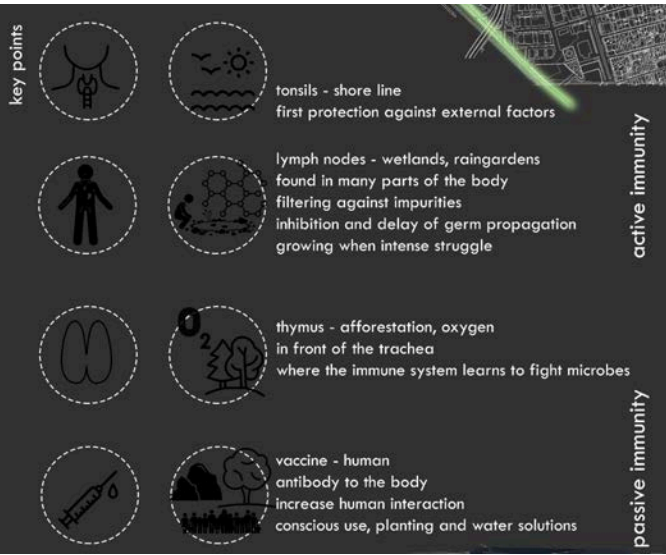 key points
tonsils - shore line
first protection against external factors
lymph nodes - wetlands, raingardens
found in many parts of the body
filtering against impurities
inhibition and delay of germ propagation
growing when intense struggle
active immunity
O2
thymus - afforestation, oxygen
in front of the trachea
where the immune system learns to fight microbes
vaccine - human
antibody to the body
increase human interaction
conscious use, planting and water solutions
passive immunity